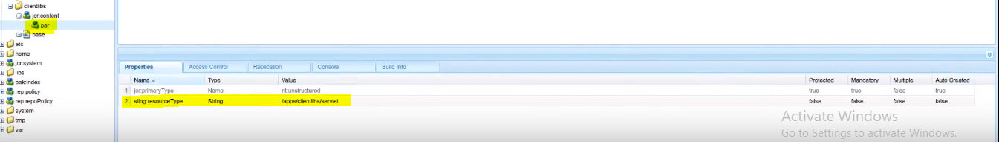 clientlibs
jcr:content
par
base
etc
home
jcr:system
libs
oak:index
rep:policy
rep:repoPolicy
system
tmp
var
Properties Access Control Replication Console Build Info
Name Type Value Protected Mandatory Multiple Auto Created
1 jcr:primaryType Name nt:unstructured true true false true
2 sling:resourceType String /apps/clientlibs/servlet false false false false
Activate Windows
Go to Settings to activate Windows.